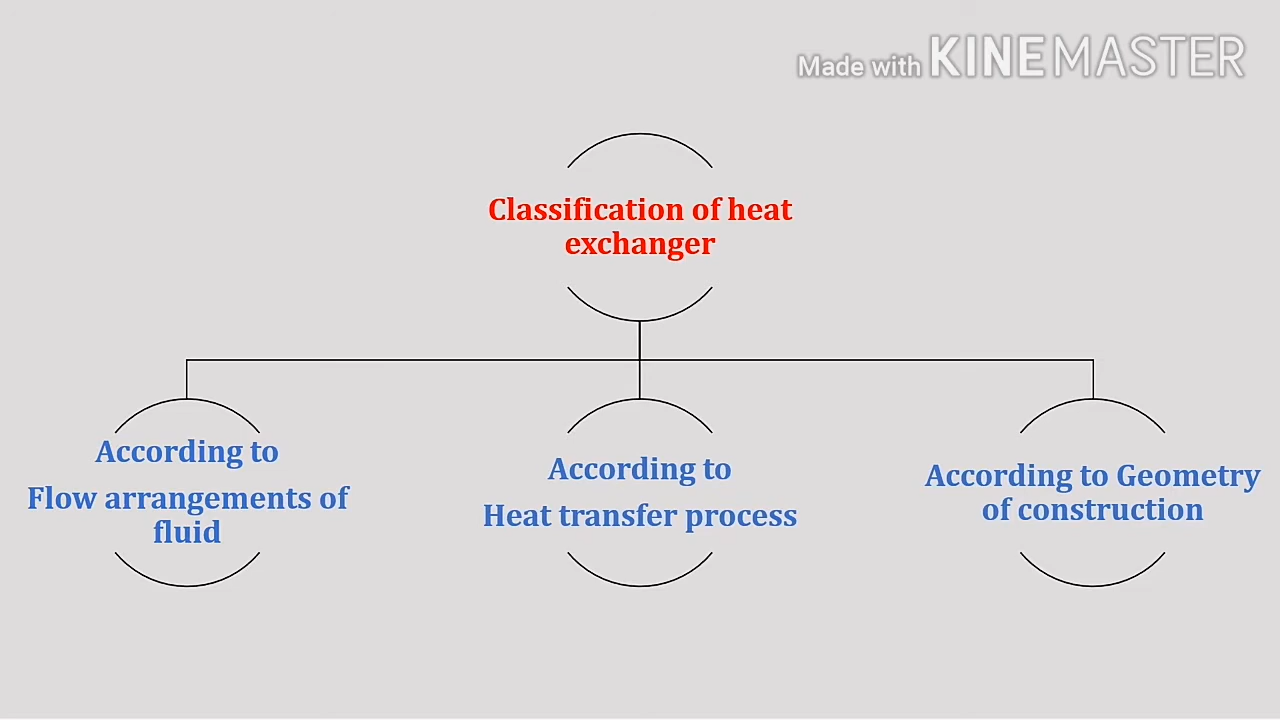 Made with KINEMASTER
Classification of heat
exchanger
According to
Flow arrangements of
fluid
According to
Heat transfer process
According to Geometry
of construction